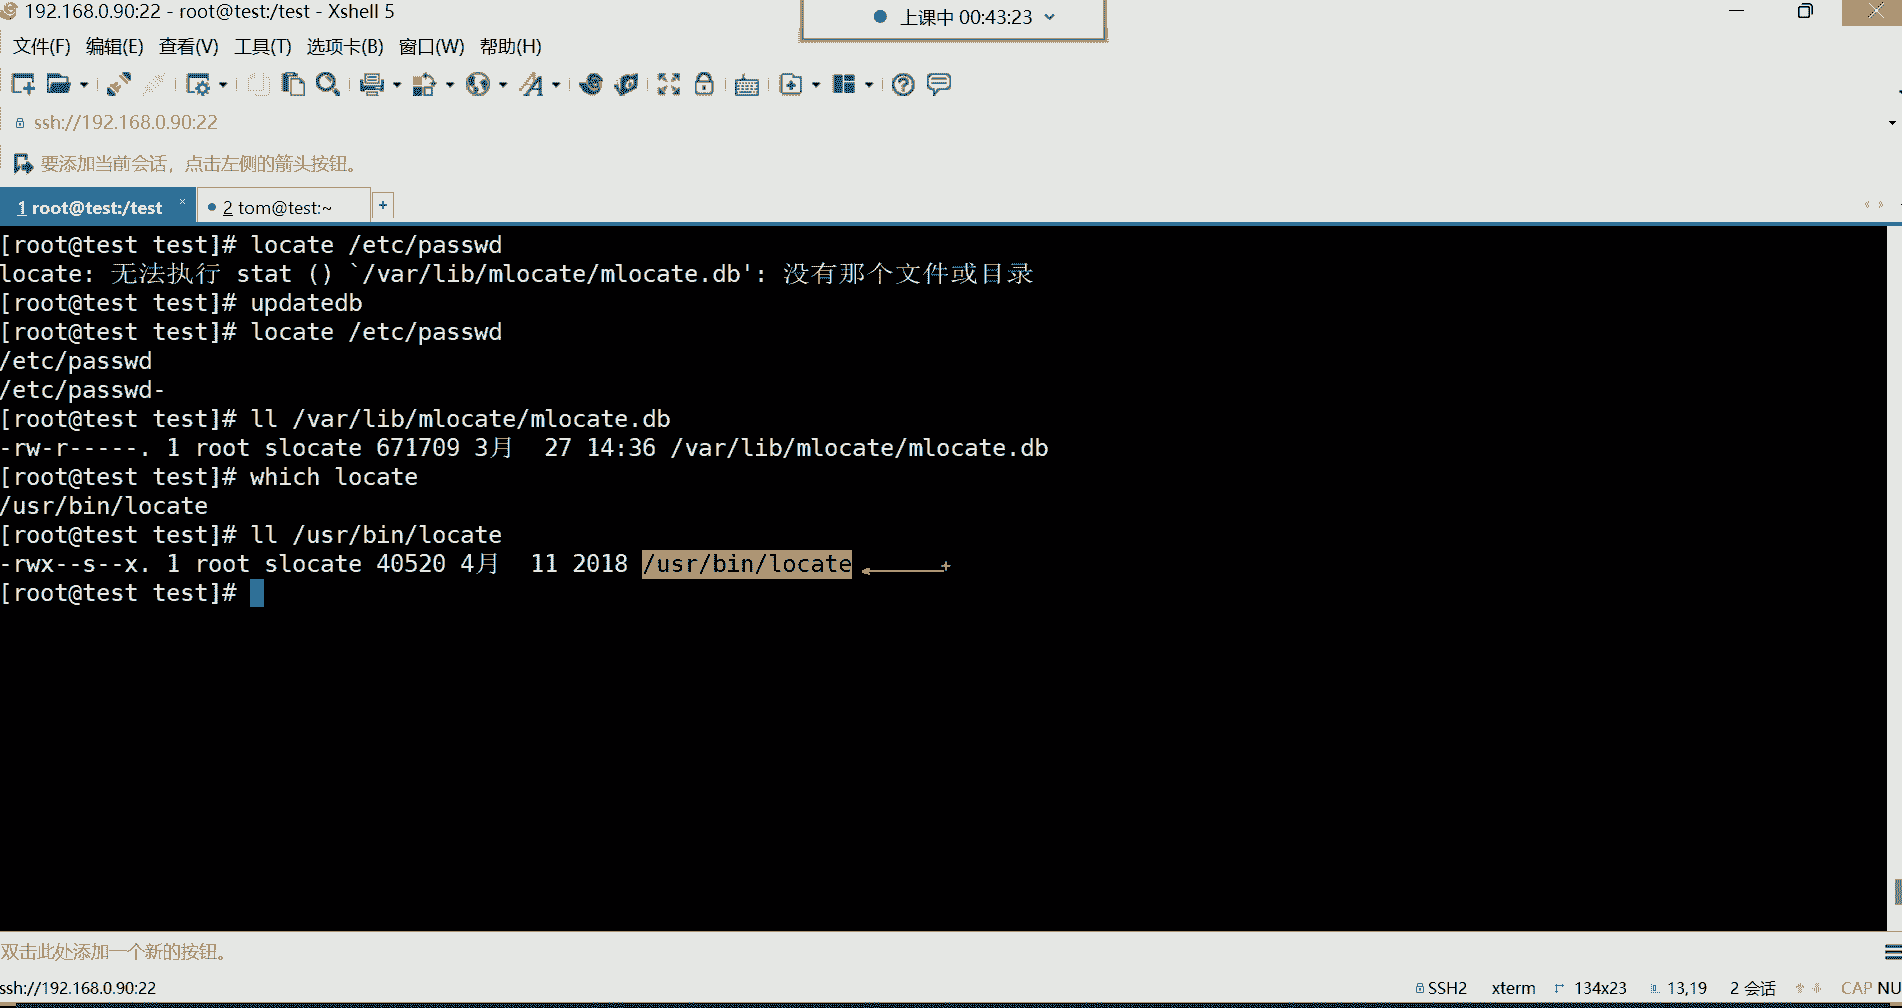 192.168.0.90:22 - root@test:/test - Xshell 5
上课中 00:43:23
文件(F) 编辑(E) 查看(V) 工具(T) 选项卡(B) 窗口(W) 帮助(H)
ssh://192.168.0.90:22
要添加当前会话，点击左侧的箭头按钮。
1 root@test:/test × 2 tom@test:~ +
[root@test test]# locate /etc/passwd
locate: 无法执行 stat () `/var/lib/mlocate/mlocate.db': 没有那个文件或目录
[root@test test]# updatedb
[root@test test]# locate /etc/passwd
/etc/passwd
/etc/passwd-
[root@test test]# ll /var/lib/mlocate/mlocate.db
-rw-r-----. 1 root slocate 671709 3月  27 14:36 /var/lib/mlocate/mlocate.db
[root@test test]# which locate
/usr/bin/locate
[root@test test]# ll /usr/bin/locate
-rwx--s--x. 1 root slocate 40520 4月  11 2018 /usr/bin/locate
[root@test test]#
双击此处添加一个新的按钮。
ssh://192.168.0.90:22 SSH2 xterm 134x23 13,19 2 会话 CAP NU